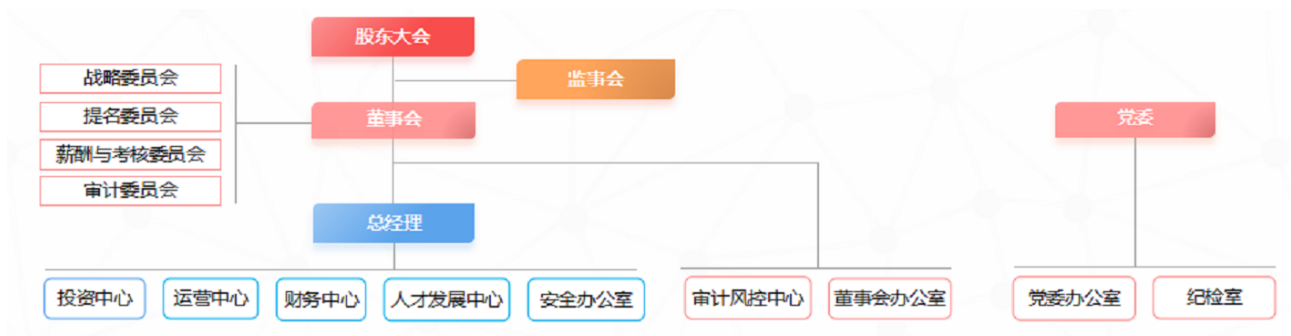 股东大会
战略委员会
监事会
提名委员会
董事会
党委
薪酬与考核委员会
审计委员会
总经理
投资中心
运营中心
财务中心
人才发展中心
安全办公室
审计风控中心
董事会办公室
党委办公室
纪检室